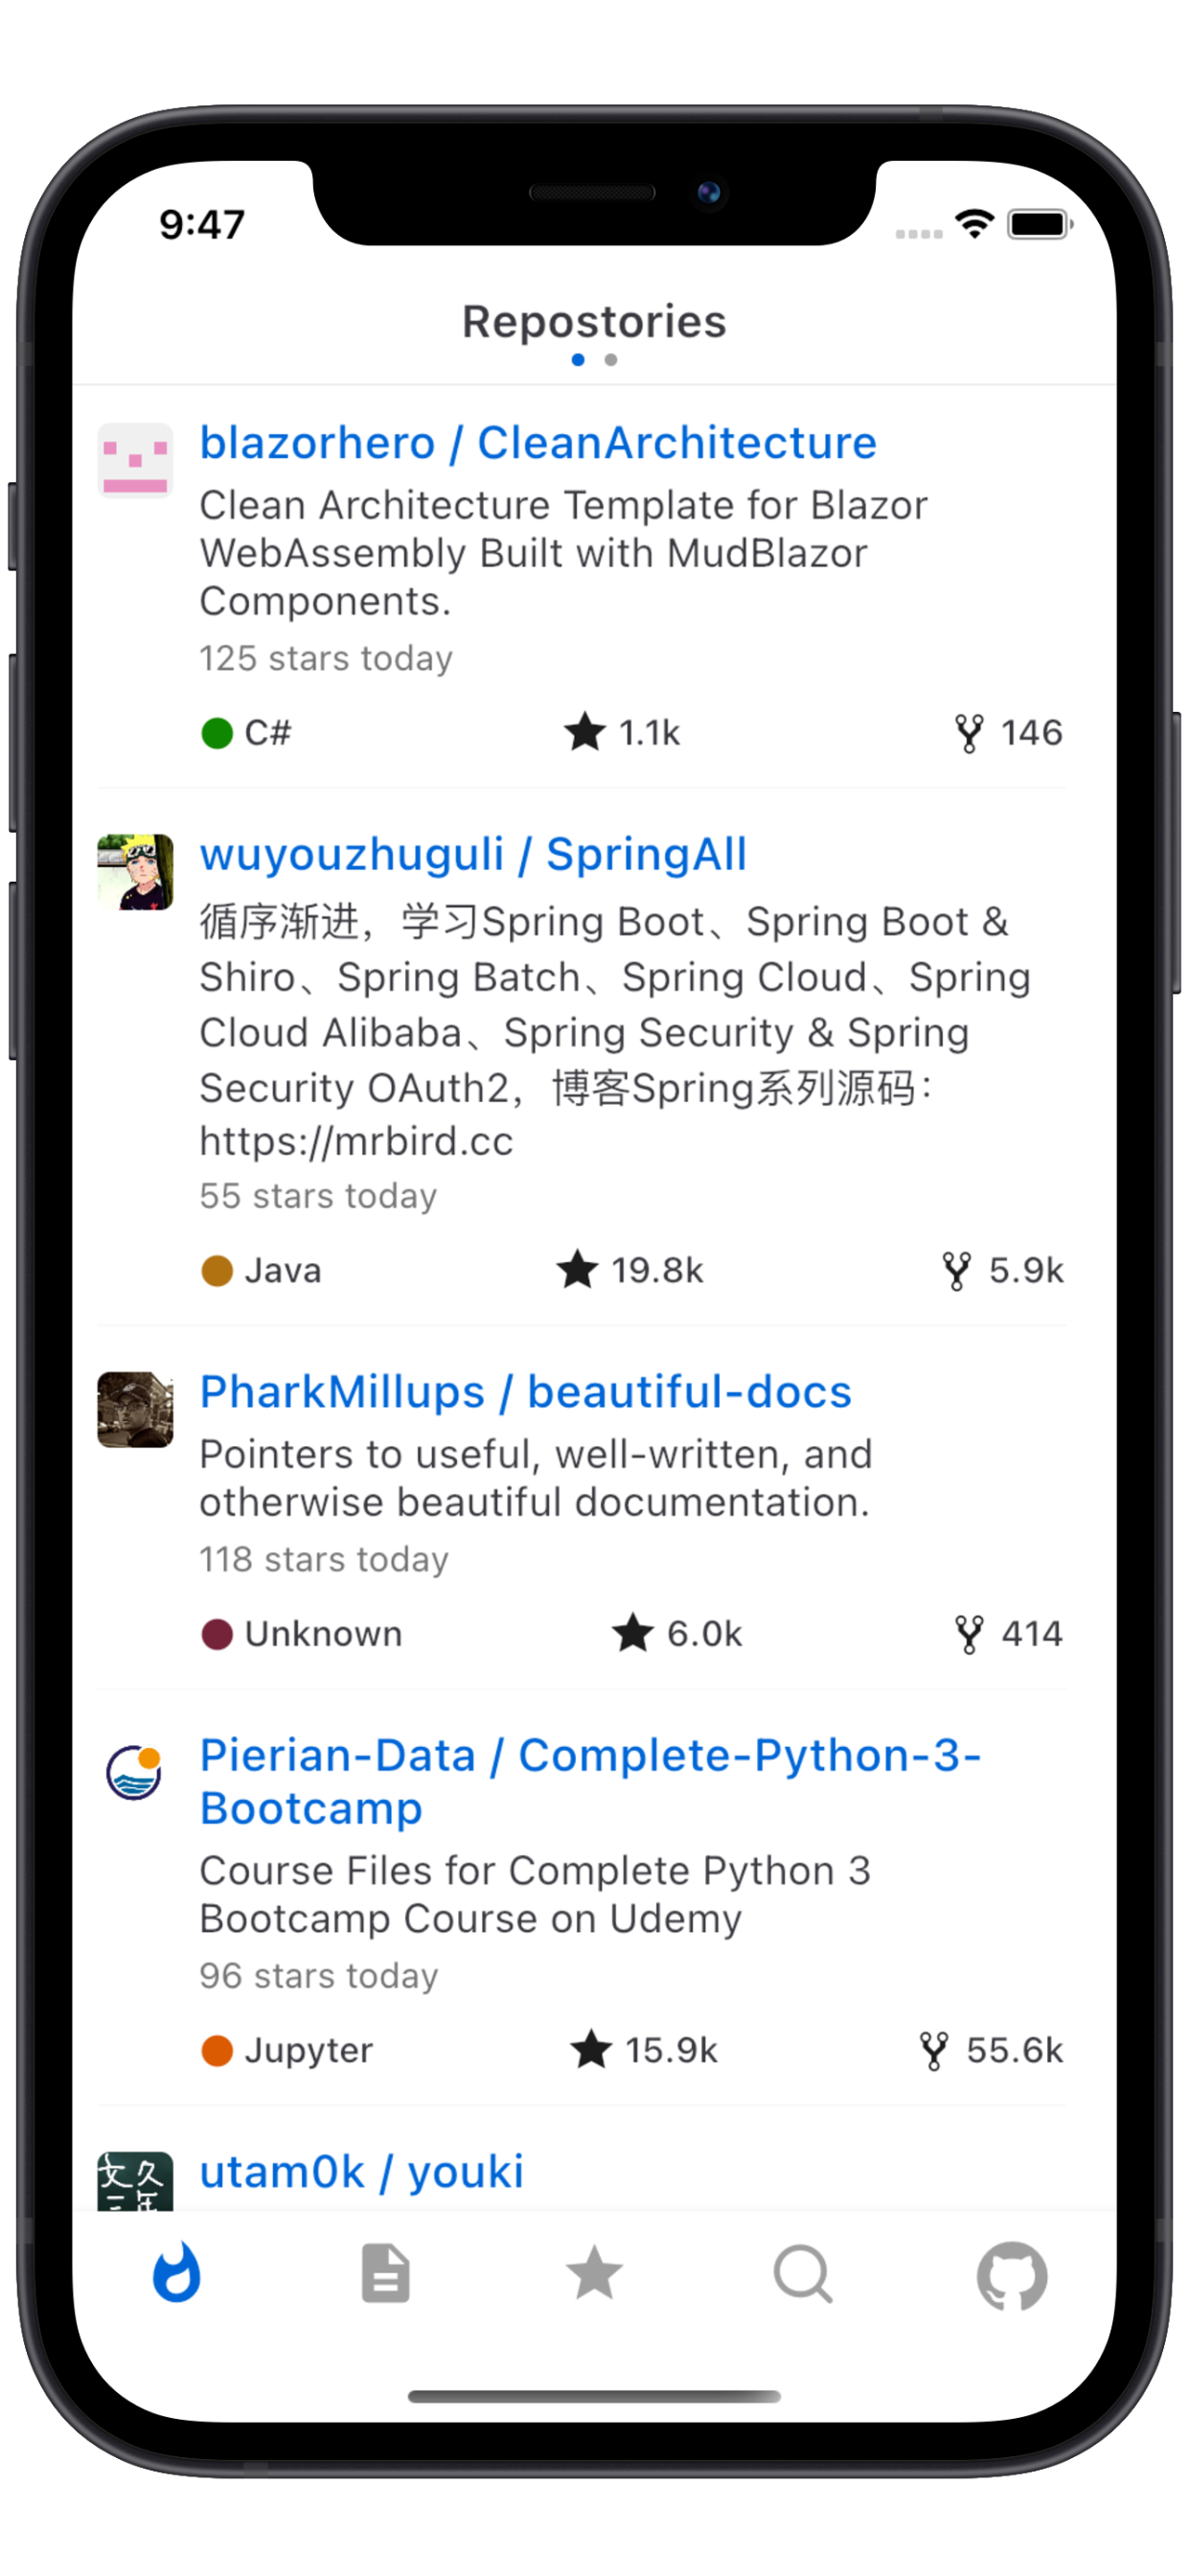 9:47
Repostories
blazorhero / CleanArchitecture
Clean Architecture Template for Blazor
WebAssembly Built with MudBlazor
Components.
125 stars today
C# 1.1k 146
wuyouzhuguli / SpringAll
循序渐进，学习Spring Boot、Spring Boot &
Shiro、Spring Batch、Spring Cloud、Spring
Cloud Alibaba、Spring Security & Spring
Security OAuth2，博客Spring系列源码：
https://mrbird.cc
55 stars today
Java 19.8k 5.9k
PharkMillups / beautiful-docs
Pointers to useful, well-written, and
otherwise beautiful documentation.
118 stars today
Unknown 6.0k 414
Pierian-Data / Complete-Python-3-
Bootcamp
Course Files for Complete Python 3
Bootcamp Course on Udemy
96 stars today
Jupyter 15.9k 55.6k
utam0k / youki